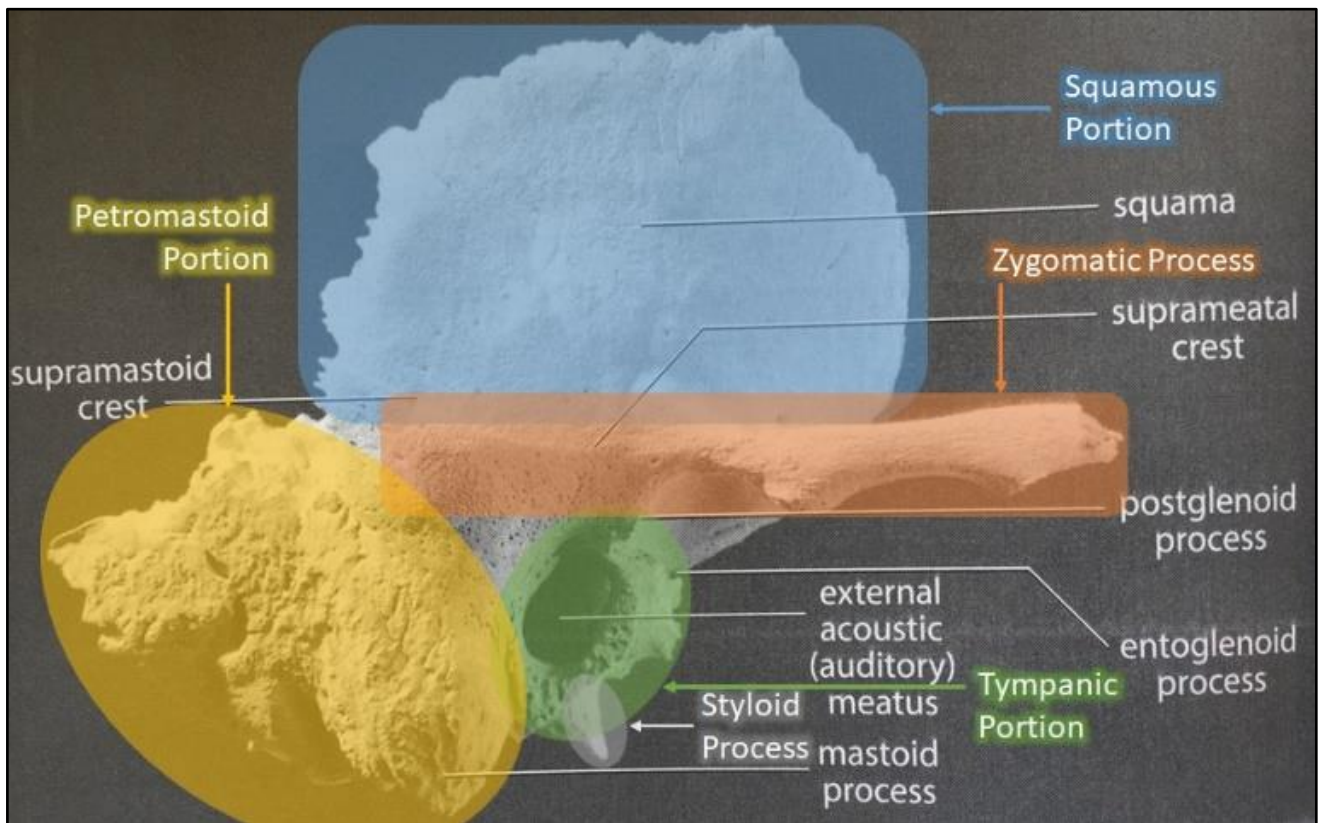 Squamous
Portion
squama
Petromastoid
Portion
Zygomatic Process
suprameatal
crest
supramastoid
crest
postglenoid
process
external
acoustic
(auditory)
meatus
entoglenoid
process
Tympanic
Portion
Styloid
Process
mastoid
process